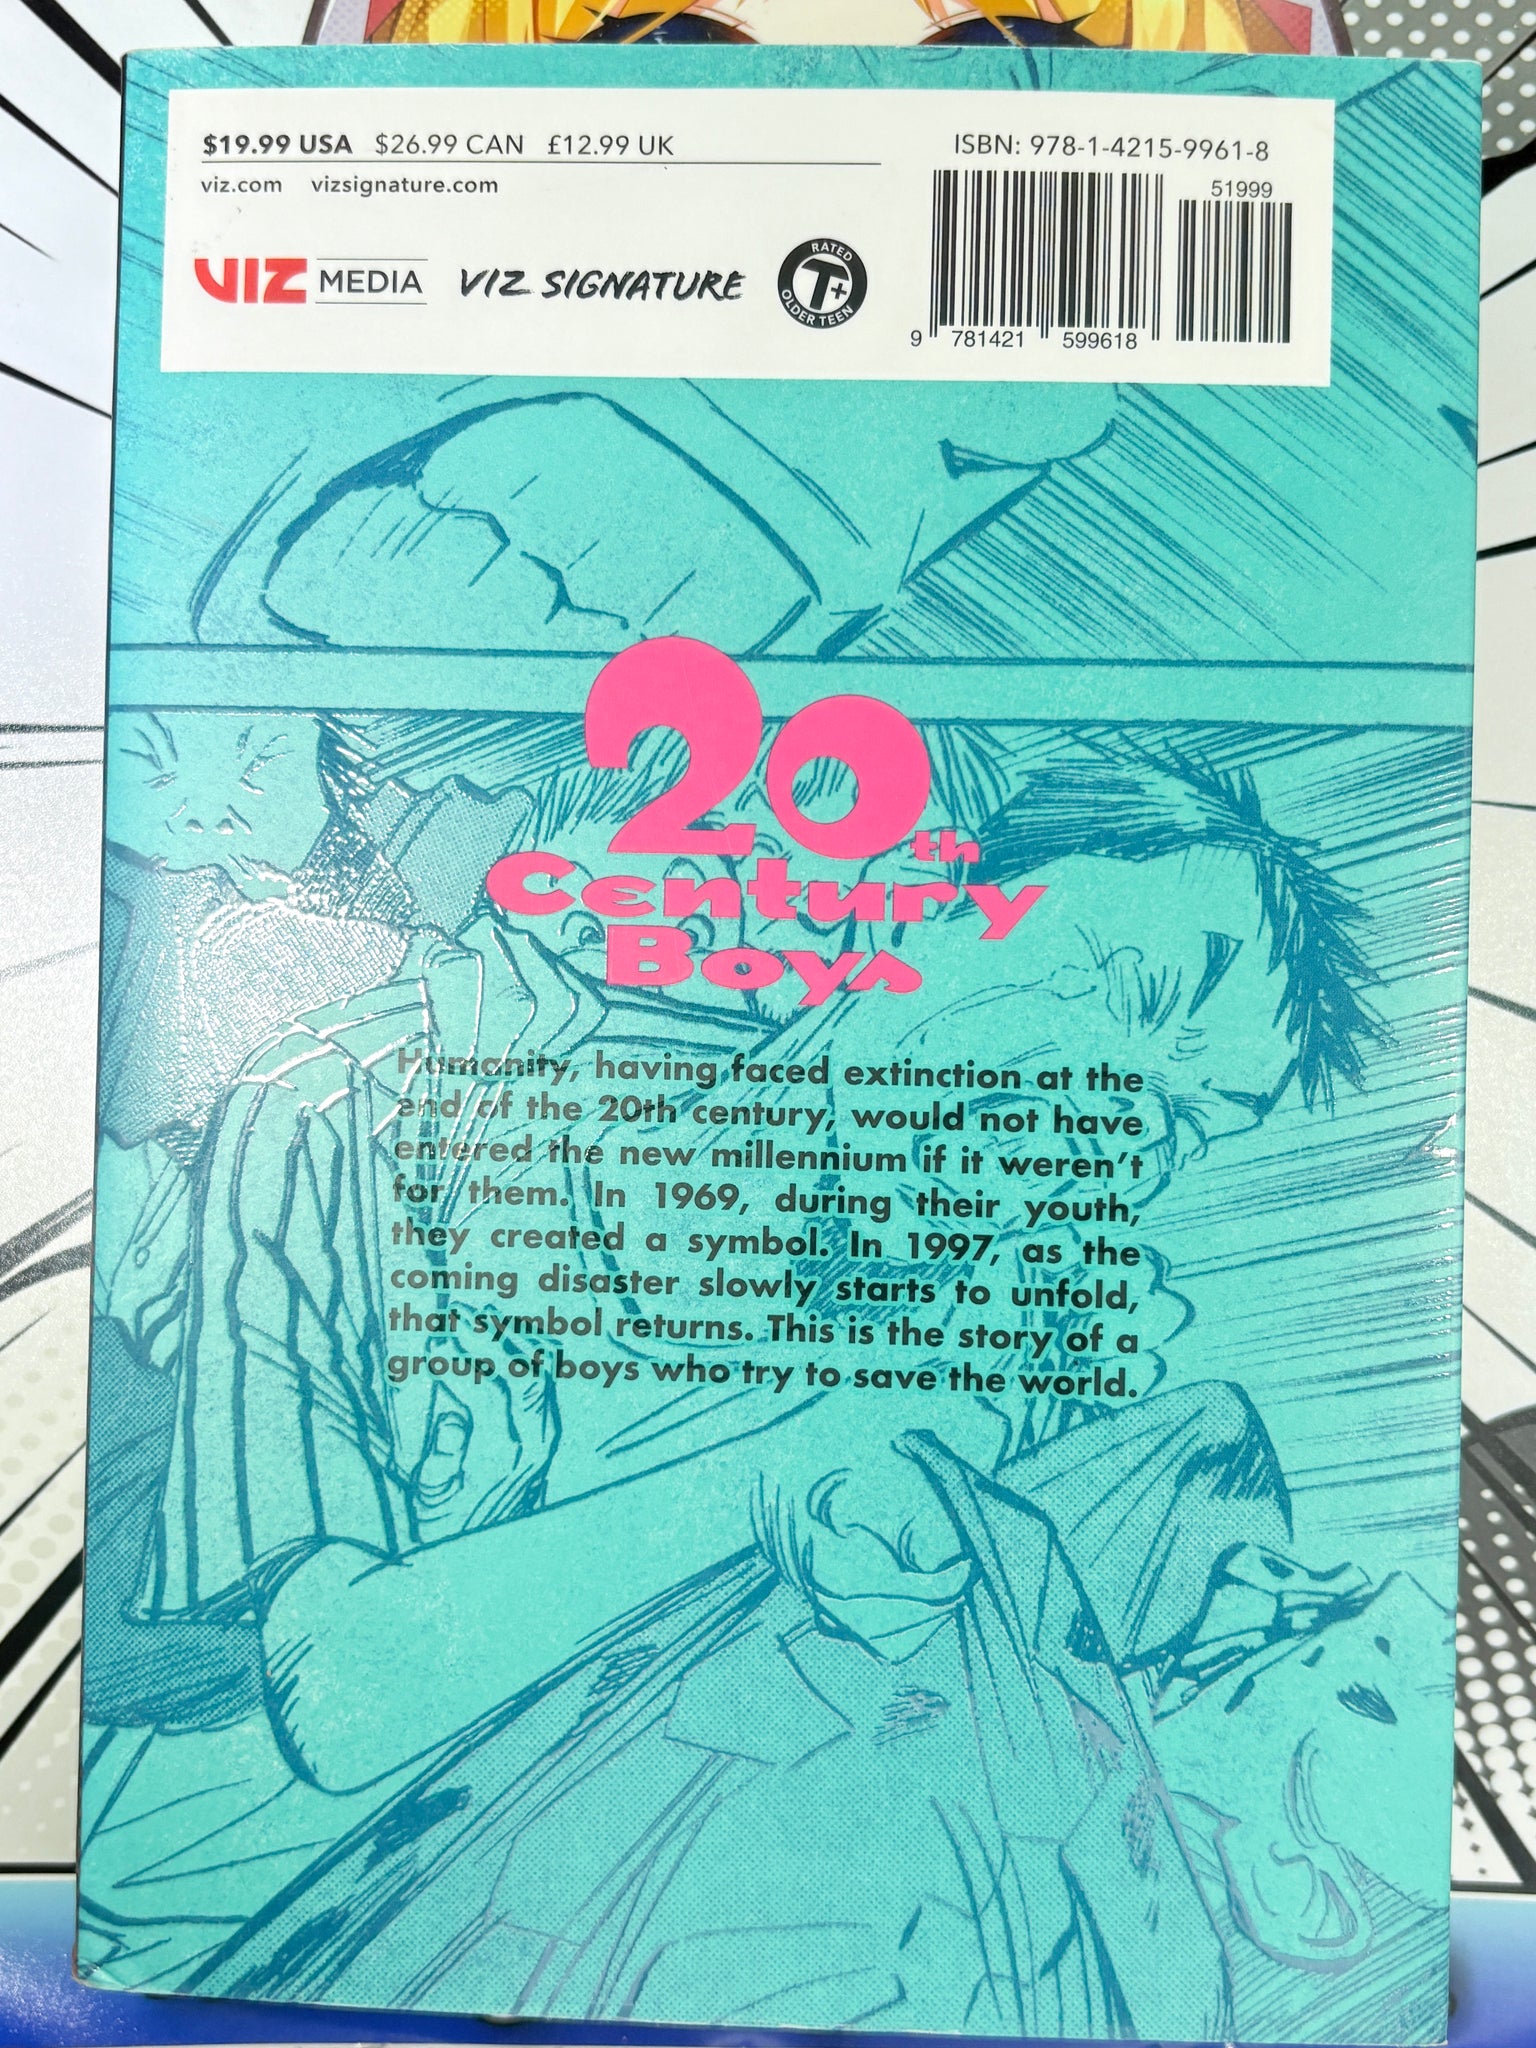 $19.99 USA $26.99 CAN £12.99 UK
viz.com vizsignature.com
VIZ MEDIA VIZ SIGNATURE
RATED
T+
OLDER TEEN
ISBN: 978-1-4215-9961-8
51999
9 781421 599618
20th
Century
Boys
Humanity, having faced extinction at the
end of the 20th century, would not have
entered the new millennium if it weren't
for them. In 1969, during their youth,
they created a symbol. In 1997, as the
coming disaster slowly starts to unfold,
that symbol returns. This is the story of a
group of boys who try to save the world.